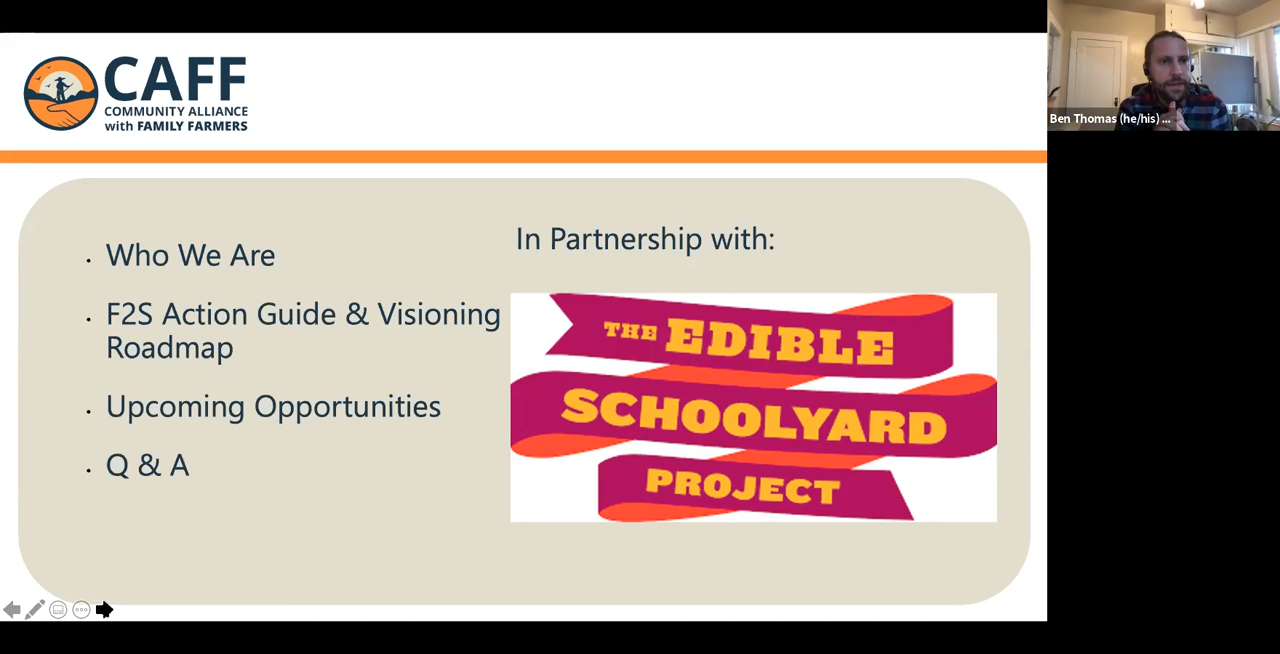 CAFF
COMMUNITY ALLIANCE
with FAMILY FARMERS
Ben Thomas (he/his) ...
• Who We Are
• F2S Action Guide & Visioning
Roadmap
• Upcoming Opportunities
• Q & A
In Partnership with:
THE EDIBLE
SCHOOLYARD
PROJECT